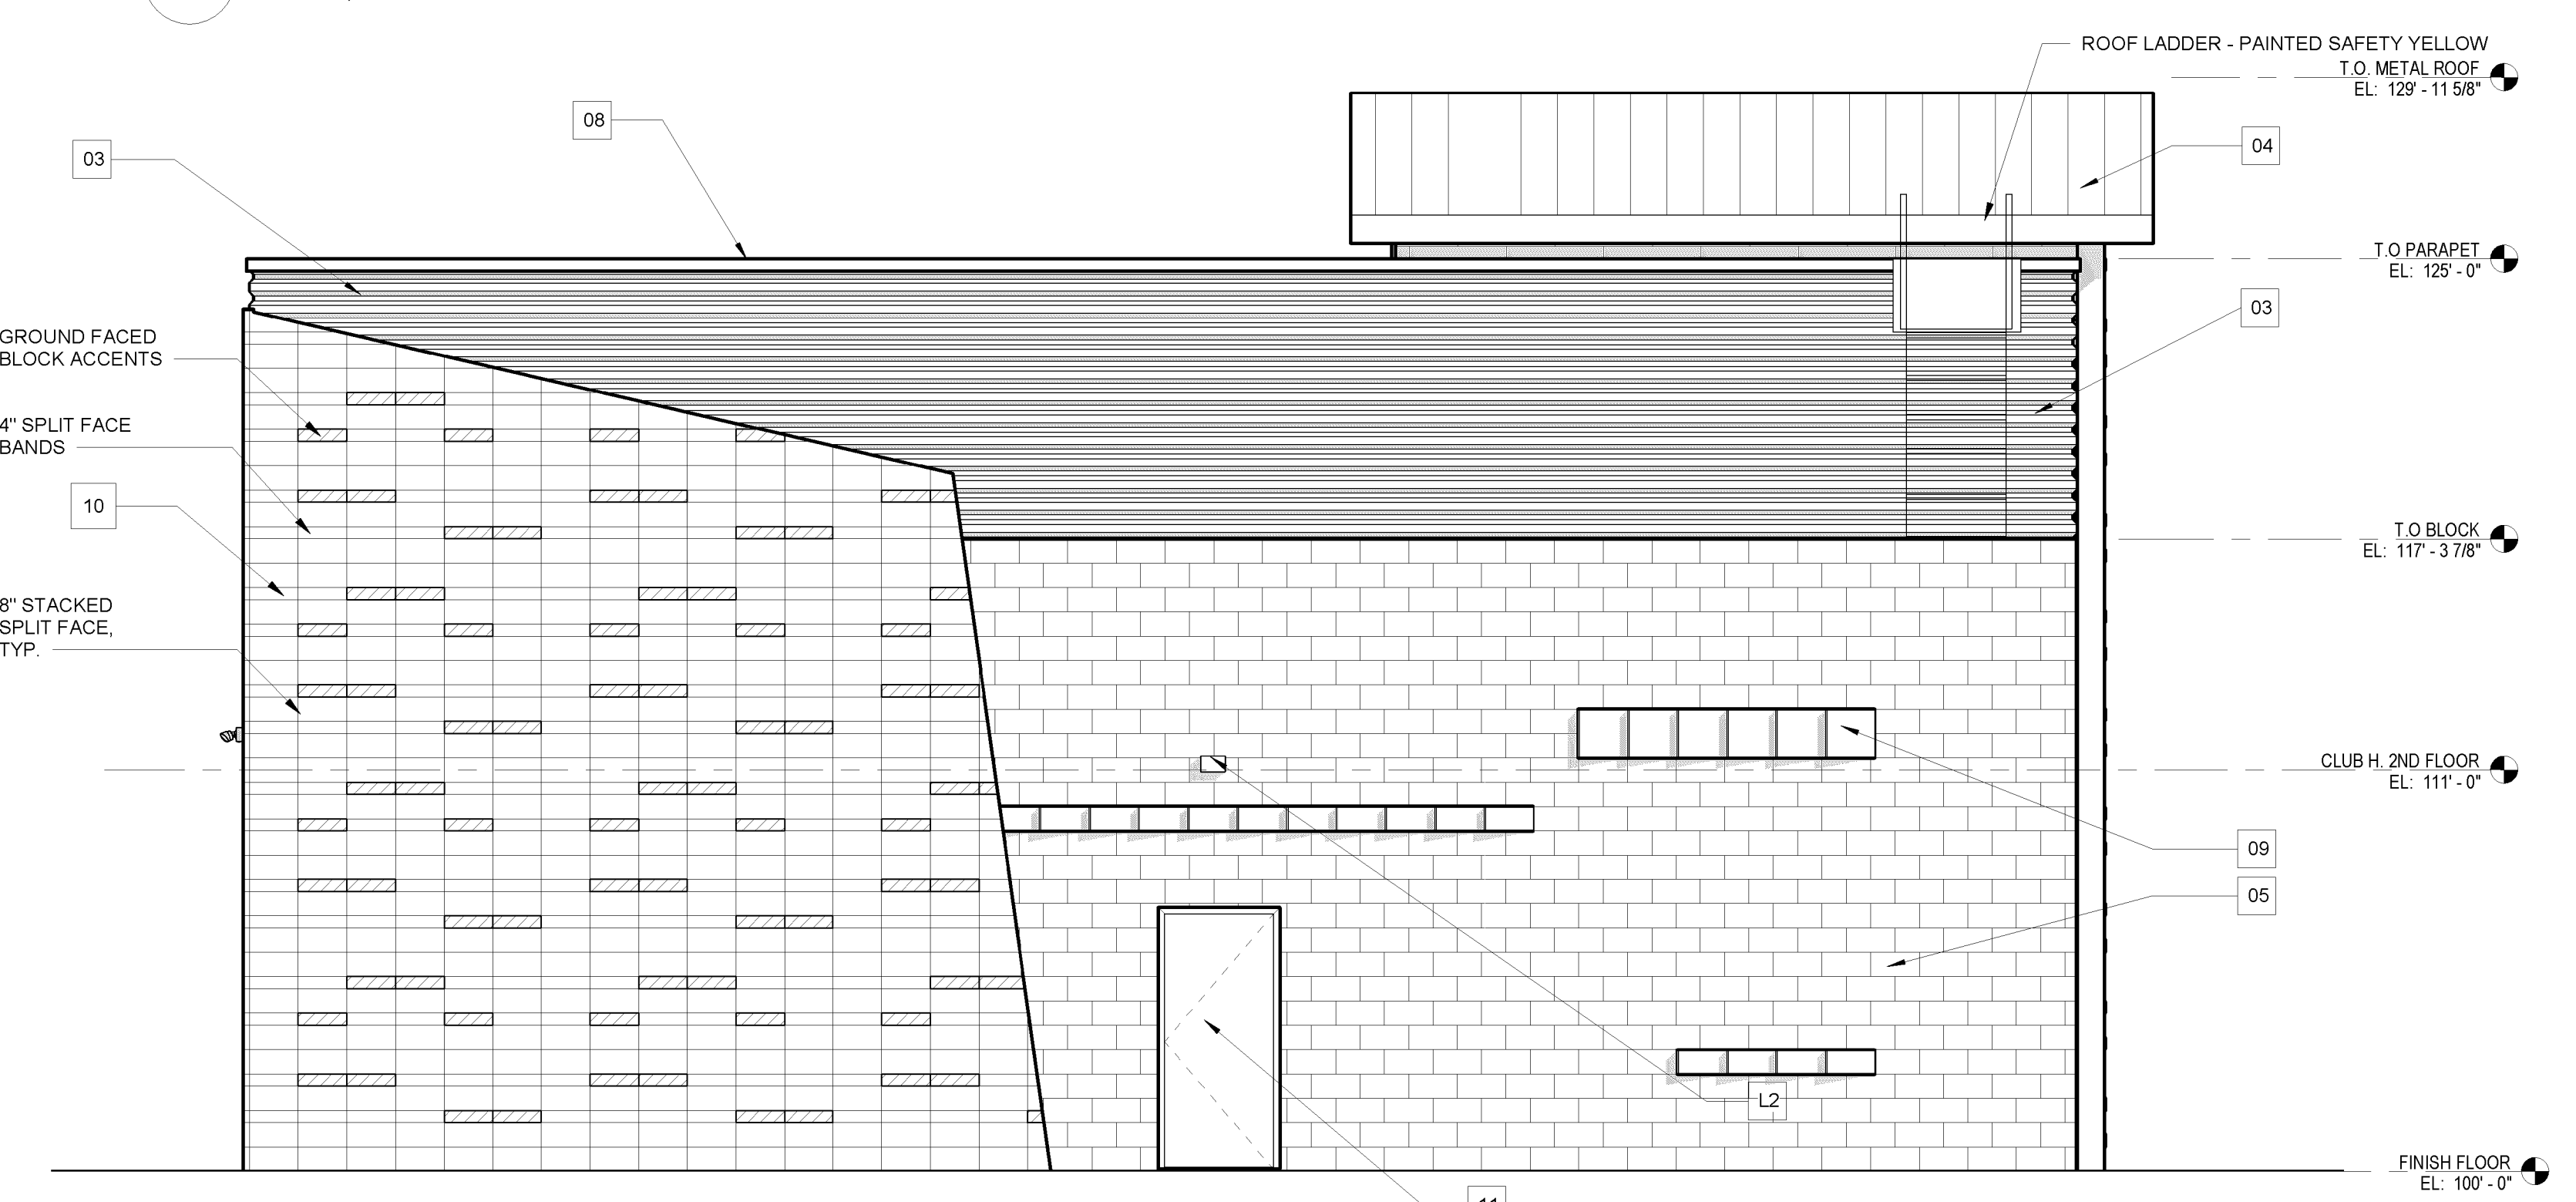 ROOF LADDER - PAINTED SAFETY YELLOW
T.O. METAL ROOF
EL: 129' - 11 5/8"
08
04
03
T.O PARAPET
EL: 125' - 0"
03
GROUND FACED
BLOCK ACCENTS
4" SPLIT FACE
BANDS
10
T.O BLOCK
EL: 117' - 3 7/8"
8" STACKED
SPLIT FACE,
TYP.
CLUB H. 2ND FLOOR
EL: 111' - 0"
09
05
L2
FINISH FLOOR
EL: 100' - 0"
11